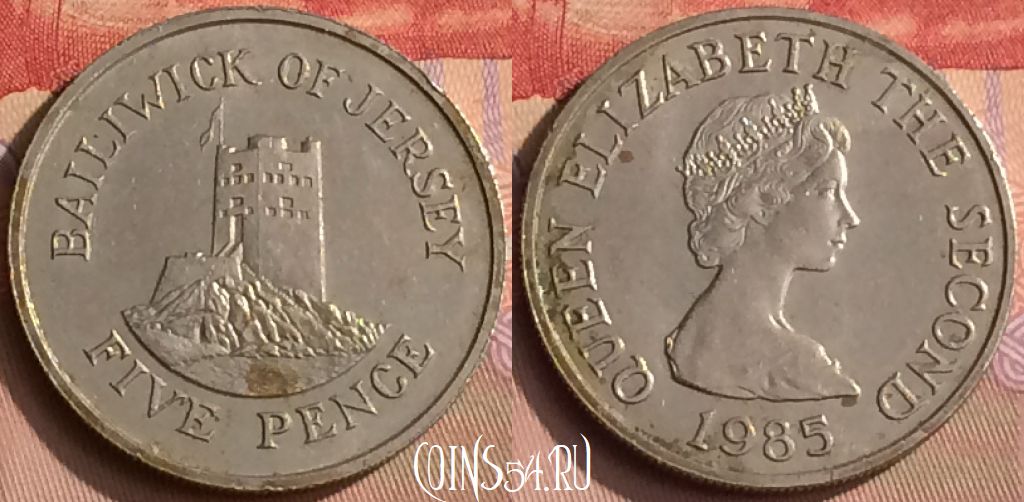 BAILIWICK OF JERSEY
FIVE PENCE
QUEEN ELIZABETH THE SECOND
1985
COINS54.RU